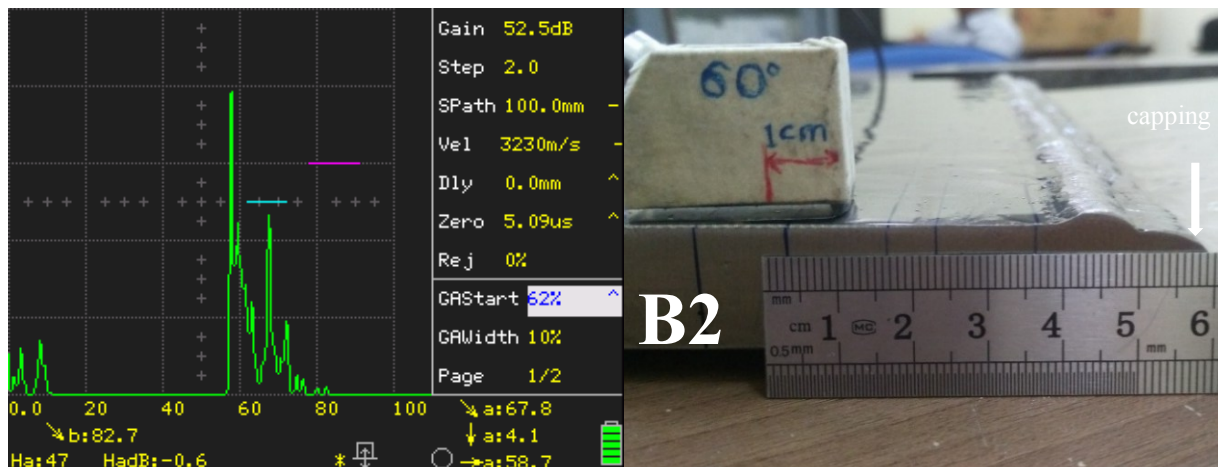 Gain 52.5dB
Step 2.0
SPath 100.0mm -
Vel 3230m/s -
Dly 0.0mm ^
Zero 5.09us ^
Rej 0%
GAStart 62% ^
GAWidth 10%
Page 1/2
0.0 20 40 60 80 100
a:67.8
b:82.7
a:4.1
Ha:47 HadB:-0.6 * a:58.7
60°
1cm
capping
B2
mm
cm 1 MC 2 3 4 5 6
0.5mm mm